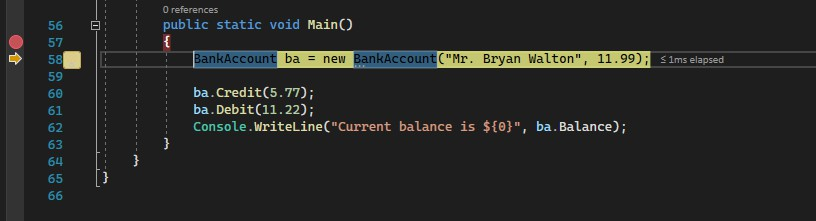 0 references
56 public static void Main()
57 {
58 BankAccount ba = new BankAccount("Mr. Bryan Walton", 11.99); ≤ 1ms elapsed
59
60 ba.Credit(5.77);
61 ba.Debit(11.22);
62 Console.WriteLine("Current balance is ${0}", ba.Balance);
63 }
64 }
65 }
66